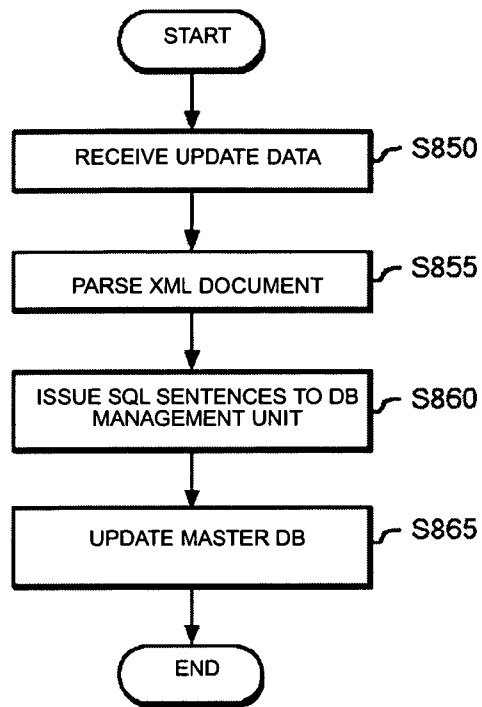 START
RECEIVE UPDATE DATA
S850
PARSE XML DOCUMENT
S855
ISSUE SQL SENTENCES TO DB
MANAGEMENT UNIT
S860
UPDATE MASTER DB
S865
END